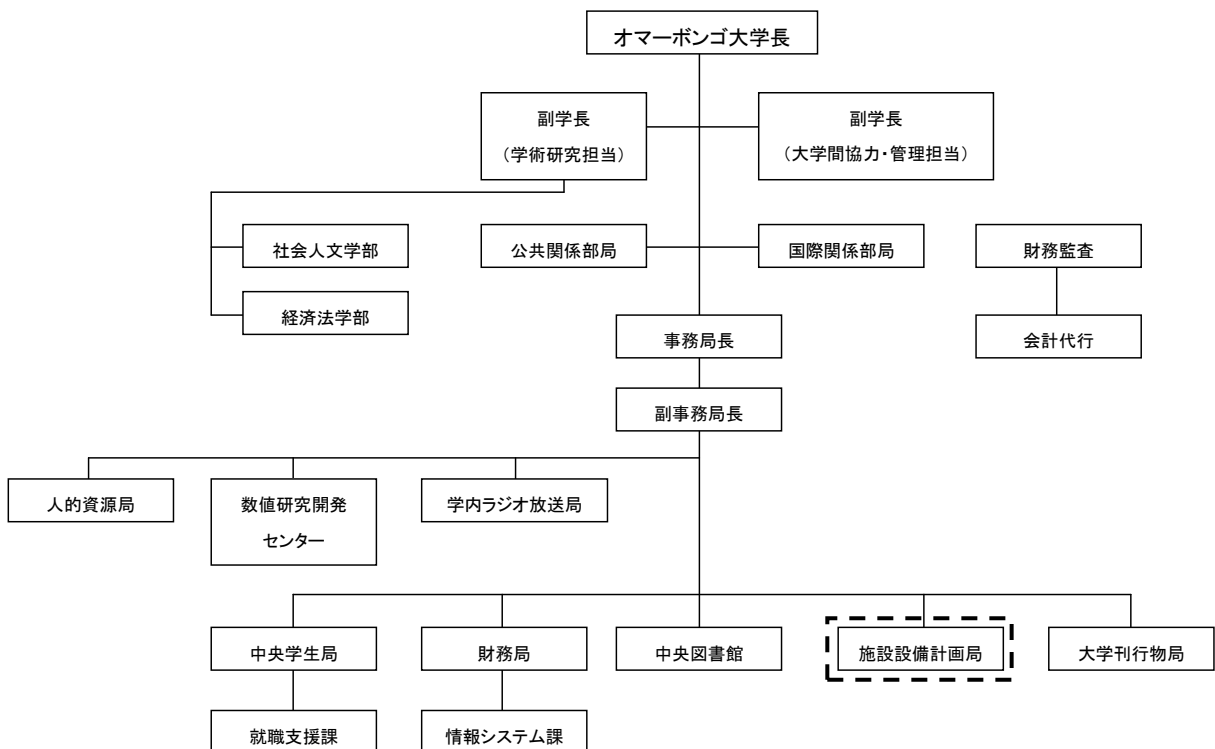 オマーボンゴ大学長
副学長
（学術研究担当）
副学長
（大学間協力・管理担当）
社会人文学部
公共関係部局
国際関係部局
財務監査
経済法学部
事務局長
会計代行
副事務局長
人的資源局
数値研究開発
センター
学内ラジオ放送局
中央学生局
財務局
中央図書館
施設設備計画局
大学刊行物局
就職支援課
情報システム課